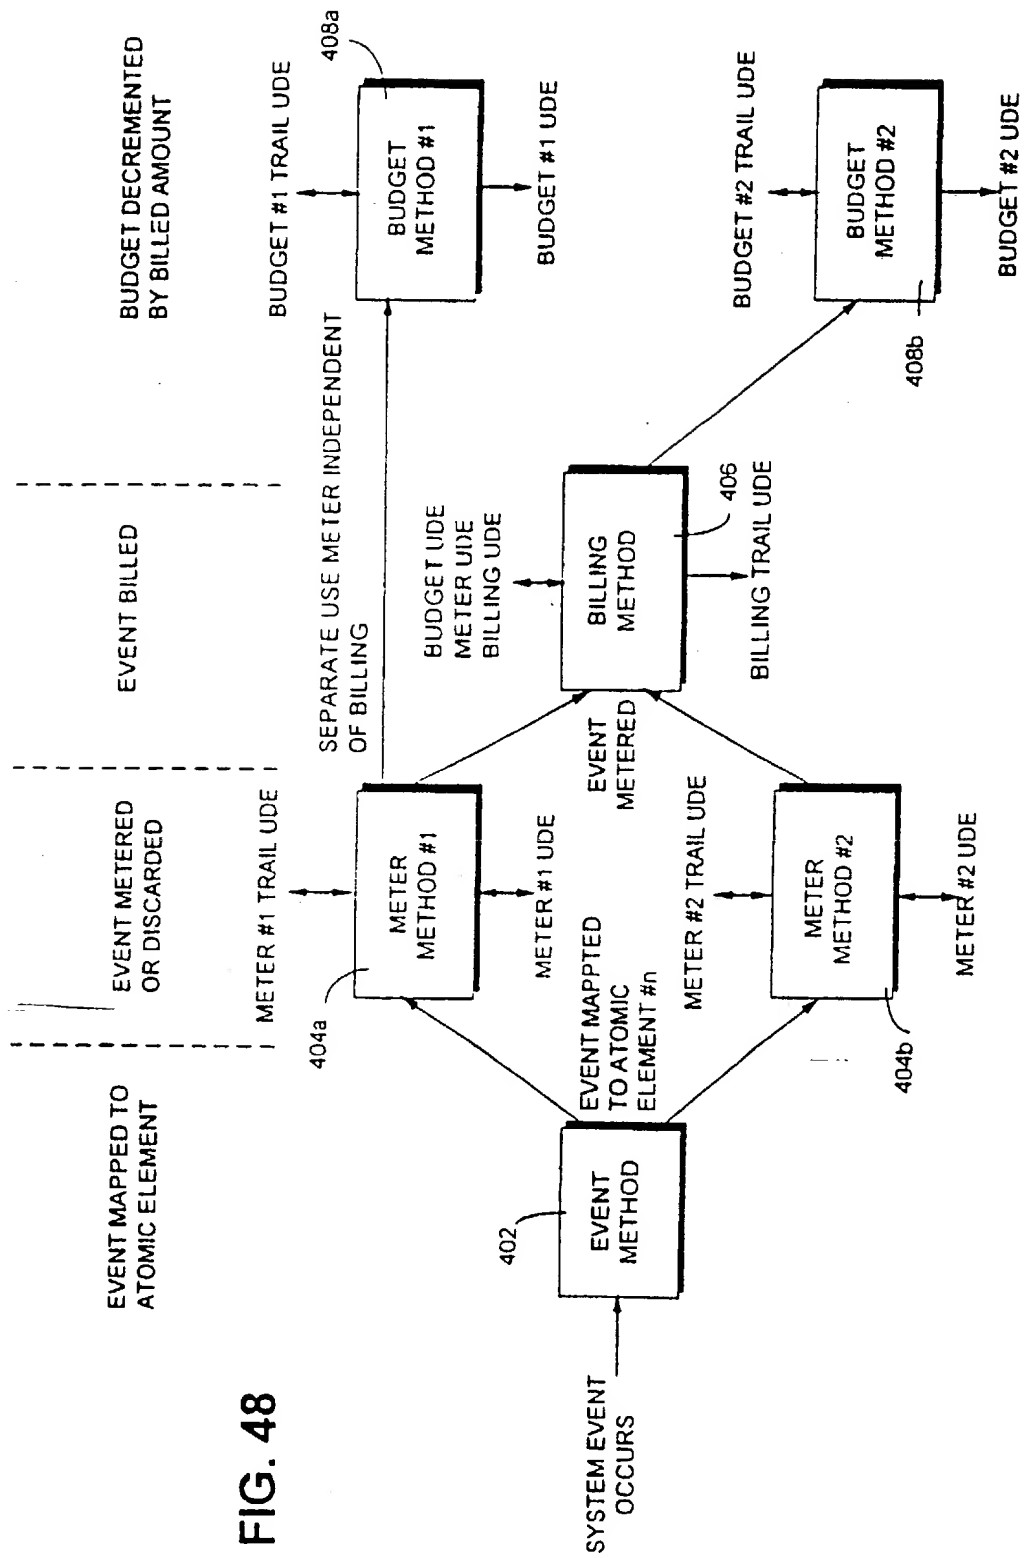 FIG. 48
EVENT MAPPED TO
ATOMIC ELEMENT
EVENT METERED
OR DISCARDED
EVENT BILLED
BUDGET DECREMENTED
BY BILLED AMOUNT
SYSTEM EVENT
OCCURS
402
EVENT
METHOD
EVENT MAPPTED
TO ATOMIC
ELEMENT #n
METER #1 TRAIL UDE
404a
METER
METHOD #1
METER #1 UDE
METER #2 TRAIL UDE
METER
METHOD #2
404b
METER #2 UDE
SEPARATE USE METER INDEPENDENT
OF BILLING
EVENT
METERED
BUDGET UDE
METER UDE
BILLING UDE
BILLING
METHOD
406
BILLING TRAIL UDE
BUDGET #1 TRAIL UDE
408a
BUDGET
METHOD #1
BUDGET #1 UDE
BUDGET #2 TRAIL UDE
BUDGET
METHOD #2
408b
BUDGET #2 UDE